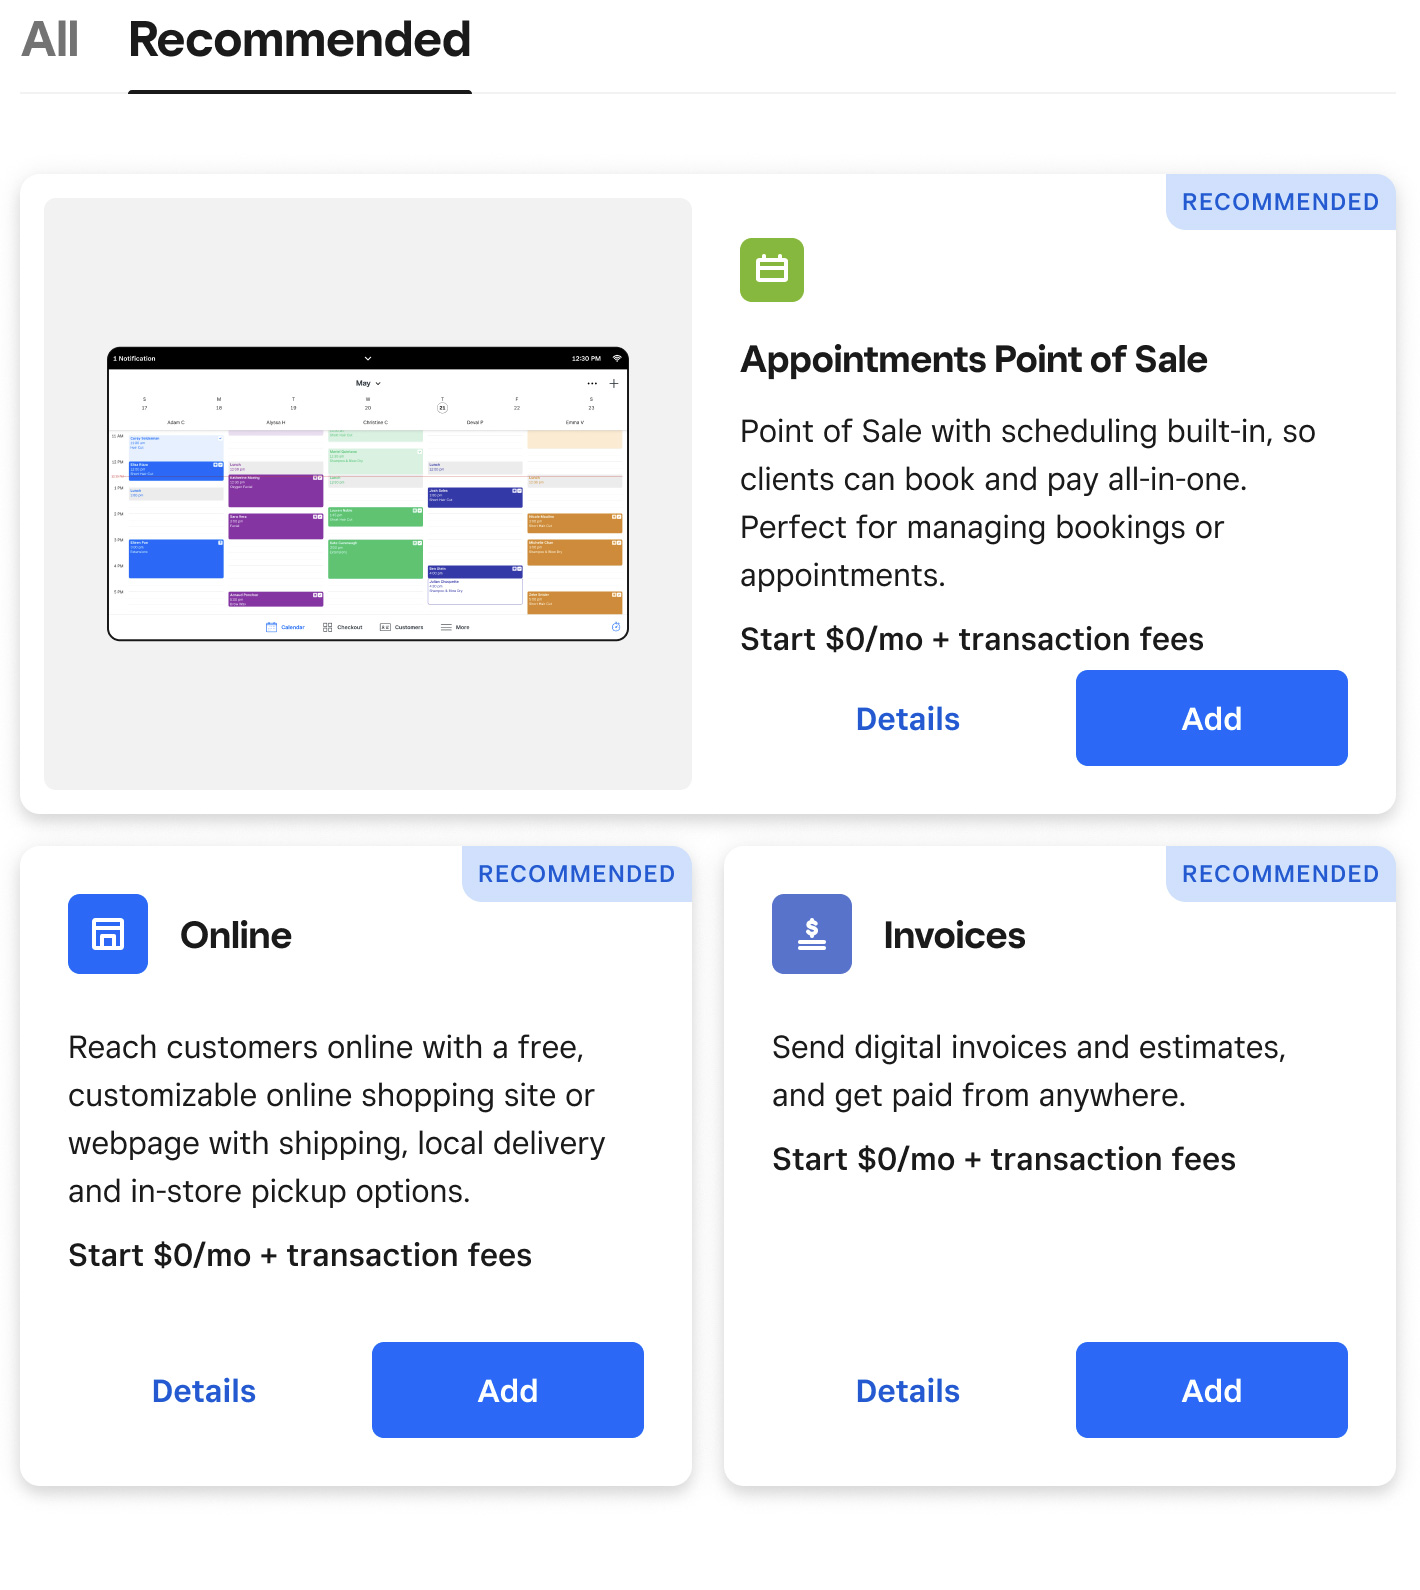 All Recommended
RECOMMENDED
1 Notification 12:30 PM
May
S M T W T F S
17 18 19 20 21 22 23
Adam C Alyssa H Christine C Deval P Emma V
11 AM
12 PM
1 PM
2 PM
3 PM
4 PM
5 PM
Lunch
Lunch
Lunch
Calendar Checkout Customers More
Appointments Point of Sale
Point of Sale with scheduling built-in, so
clients can book and pay all-in-one.
Perfect for managing bookings or
appointments.
Start $0/mo + transaction fees
Details Add
RECOMMENDED
Online
Reach customers online with a free,
customizable online shopping site or
webpage with shipping, local delivery
and in-store pickup options.
Start $0/mo + transaction fees
Details Add
RECOMMENDED
Invoices
Send digital invoices and estimates,
and get paid from anywhere.
Start $0/mo + transaction fees
Details Add